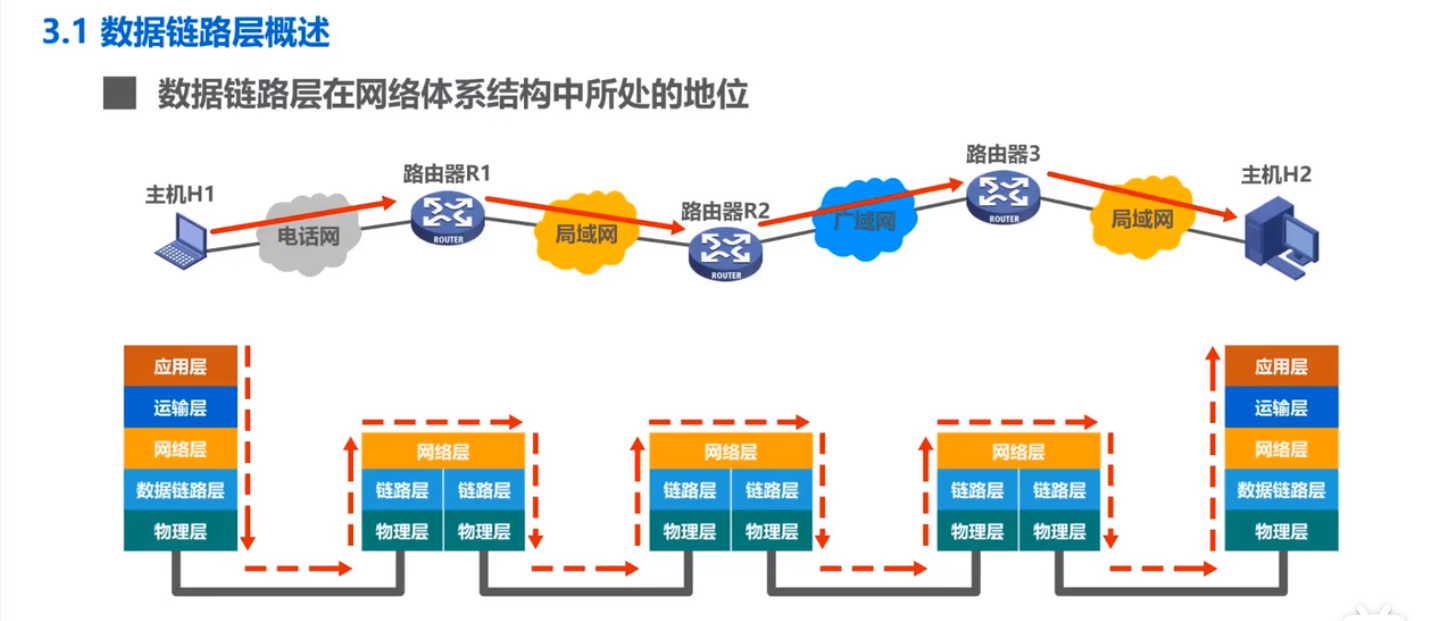 3.1 数据链路层概述
数据链路层在网络体系结构中所处的地位
主机H1
电话网
路由器R1
ROUTER
局域网
路由器R2
ROUTER
广域网
路由器3
ROUTER
局域网
主机H2
应用层
运输层
网络层
数据链路层
物理层
网络层
链路层 链路层
物理层 物理层
网络层
链路层 链路层
物理层 物理层
网络层
链路层 链路层
物理层 物理层
应用层
运输层
网络层
数据链路层
物理层